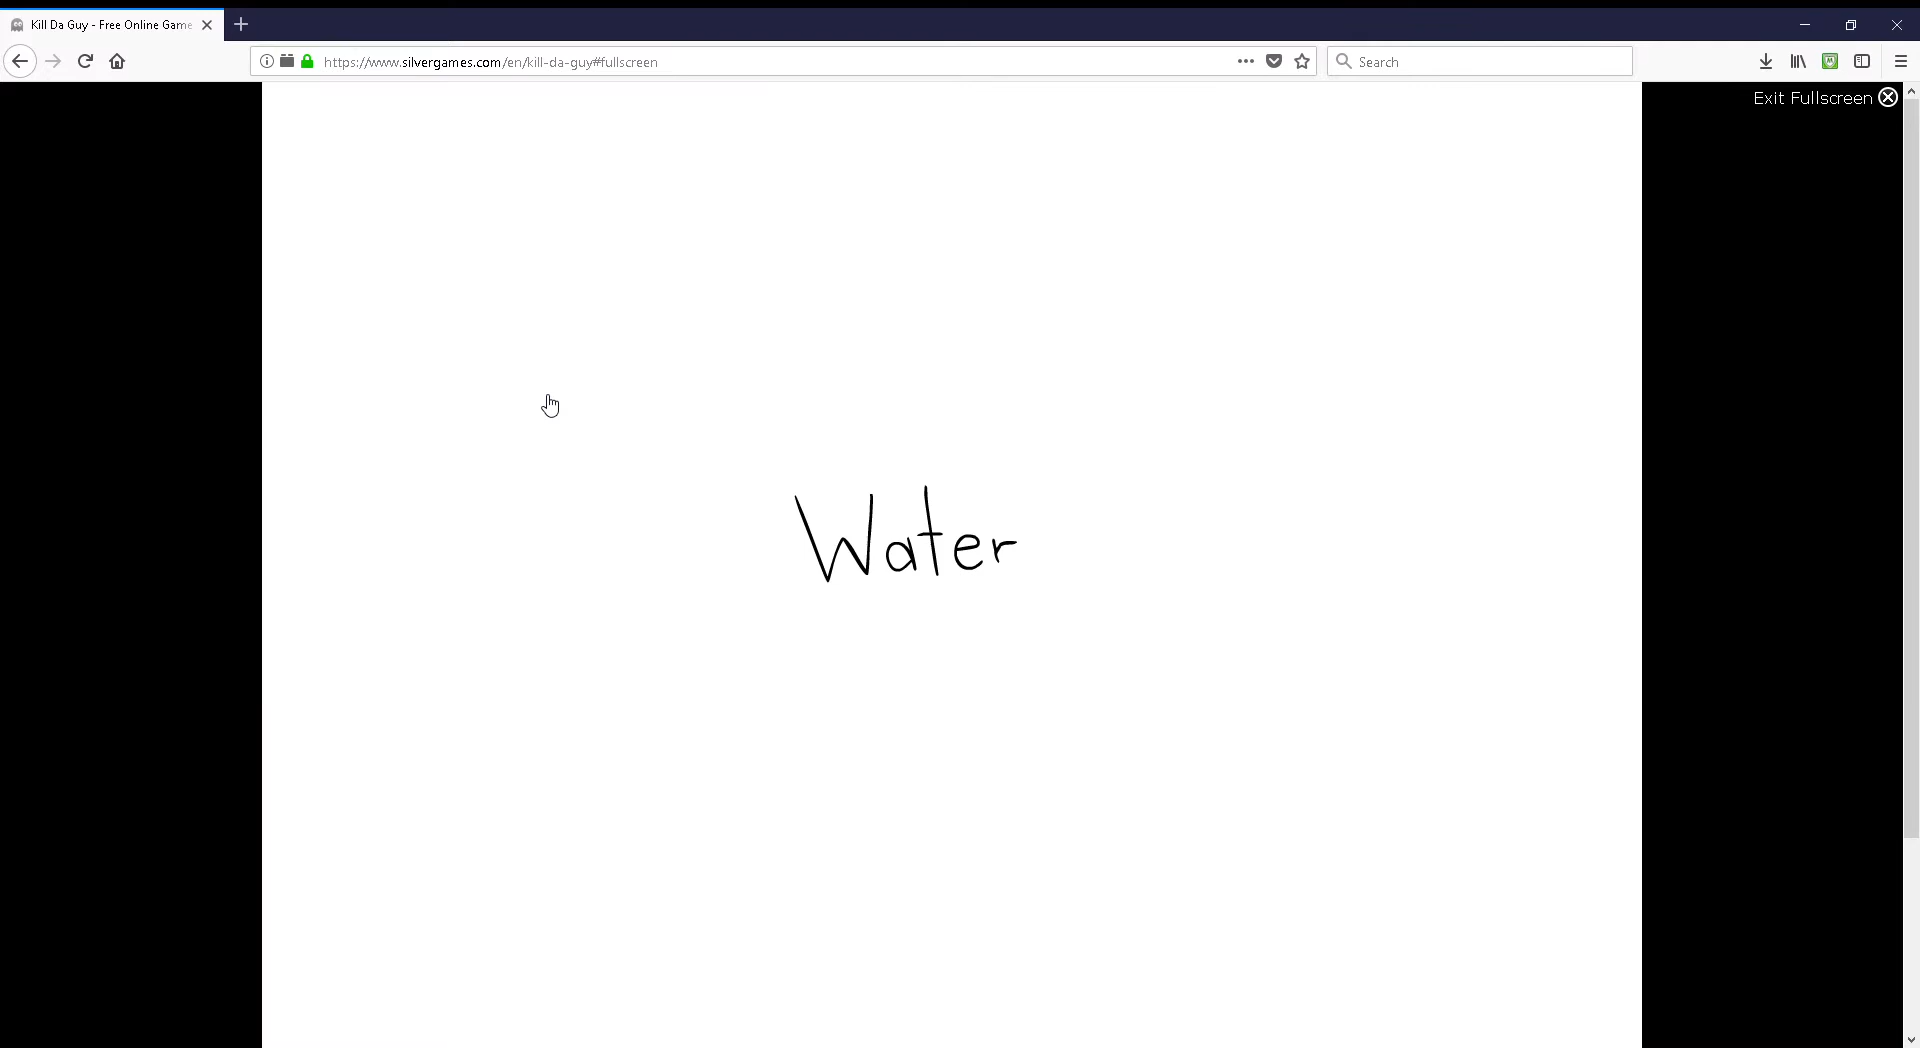 Kill Da Guy - Free Online Game
https://www.silvergames.com/en/kill-da-guy#fullscreen
Search
Exit Fullscreen
Water